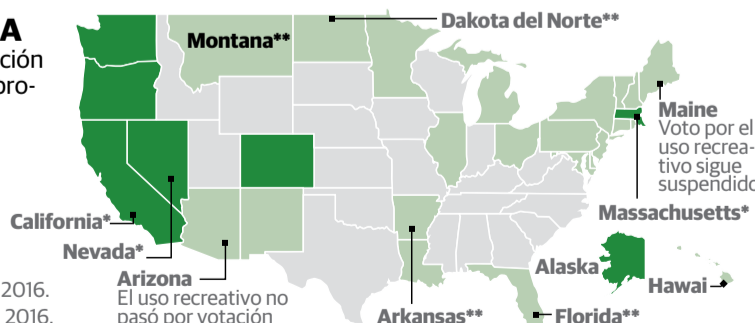 A
ción
pro-
Montana**
Dakota del Norte**
Maine
Voto por el
uso recrea-
tivo sigue
suspendido
Massachusetts*
California*
Nevada*
Arizona
El uso recreativo no
pasó por votación
2016.
2016.
Arkansas**
Alaska
Hawai
Florida**